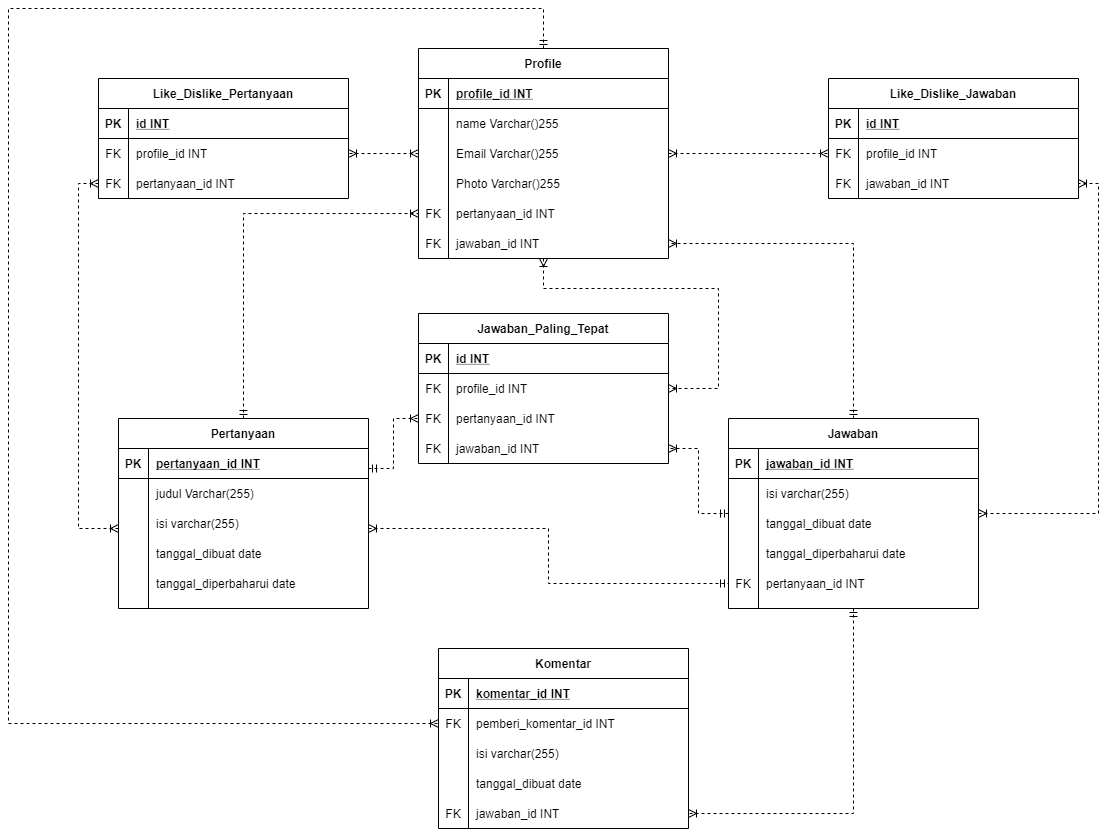 Profile
PK profile_id INT
name Varchar()255
Email Varchar()255
Photo Varchar()255
FK pertanyaan_id INT
FK jawaban_id INT
Like_Dislike_Pertanyaan
PK id INT
FK profile_id INT
FK pertanyaan_id INT
Like_Dislike_Jawaban
PK id INT
FK profile_id INT
FK jawaban_id INT
Jawaban_Paling_Tepat
PK id INT
FK profile_id INT
FK pertanyaan_id INT
FK jawaban_id INT
Pertanyaan
PK pertanyaan_id INT
judul Varchar(255)
isi varchar(255)
tanggal_dibuat date
tanggal_diperbaharui date
Jawaban
PK jawaban_id INT
isi varchar(255)
tanggal_dibuat date
tanggal_diperbaharui date
FK pertanyaan_id INT
Komentar
PK komentar_id INT
FK pemberi_komentar_id INT
isi varchar(255)
tanggal_dibuat date
FK jawaban_id INT